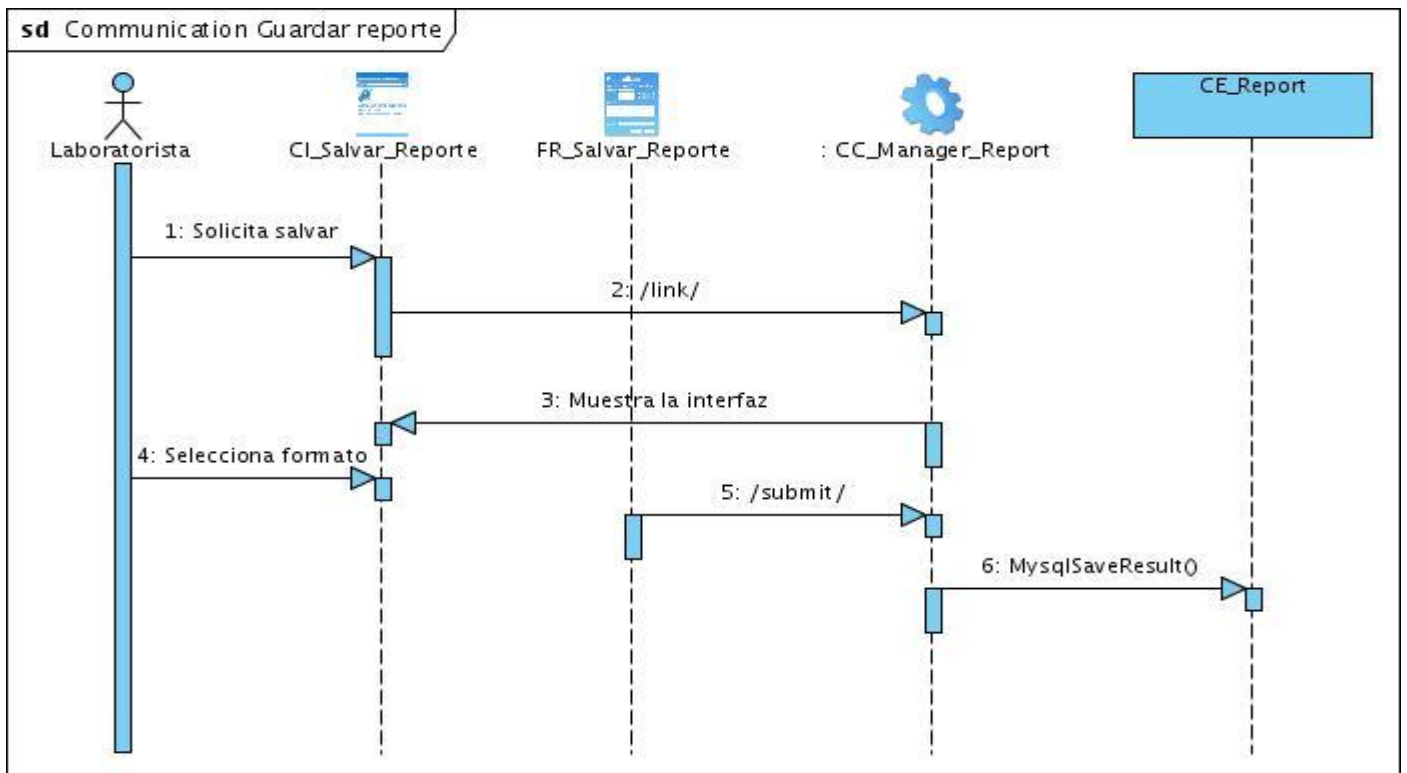 sd Communication Guardar reporte
CE_Report
Laboratorista
CI_Salvar_Reporte
FR_Salvar_Reporte
: CC_Manager_Report
1: Solicita salvar
2: /link/
3: Muestra la interfaz
4: Selecciona formato
5: /submit/
6: MysqlSaveResult()